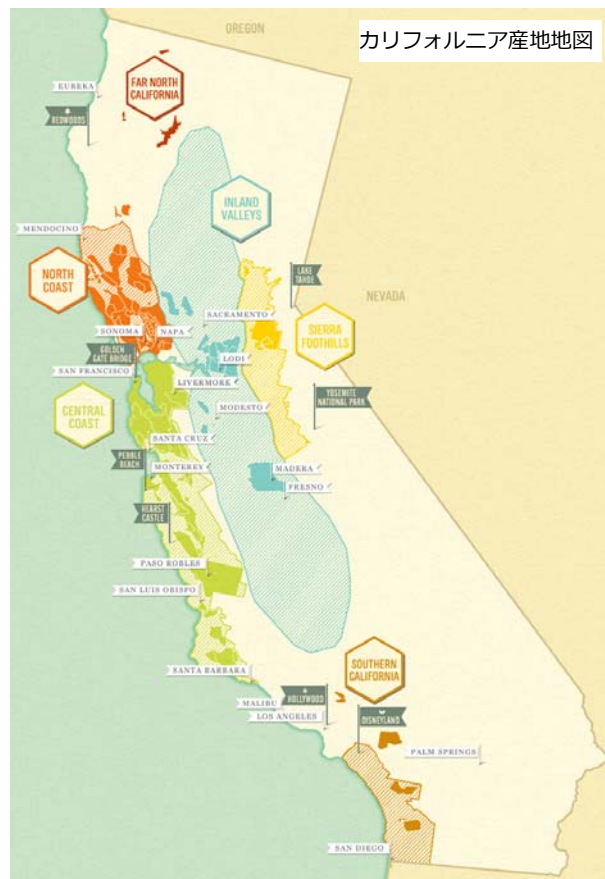 OREGON
カリフォルニア産地地図
EUREKA
FAR NORTH
CALIFORNIA
REDWOODS
INLAND
VALLEYS
MENDOCINO
NORTH
COAST
LAKE
TAHOE
NEVADA
SACRAMENTO
SONOMA
NAPA
SIERRA
FOOTHILLS
GOLDEN
GATE BRIDGE
LODI
SAN FRANCISCO
LIVERMORE
YOSEMITE
NATIONAL PARK
CENTRAL
COAST
MODESTO
SANTA CRUZ
PEBBLE
BEACH
MONTEREY
MADERA
FRESNO
HEARST
CASTLE
PASO ROBLES
SAN LUIS OBISPO
SANTA BARBARA
SOUTHERN
CALIFORNIA
MALIBU
HOLLYWOOD
LOS ANGELES
DISNEYLAND
PALM SPRINGS
SAN DIEGO